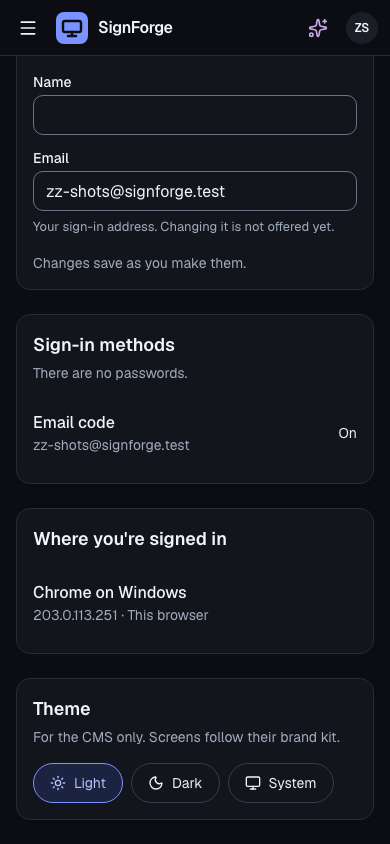 SignForge
ZS
Name
Email
zz-shots@signforge.test
Your sign-in address. Changing it is not offered yet.
Changes save as you make them.
Sign-in methods
There are no passwords.
Email code
On
zz-shots@signforge.test
Where you're signed in
Chrome on Windows
203.0.113.251 · This browser
Theme
For the CMS only. Screens follow their brand kit.
Light Dark System